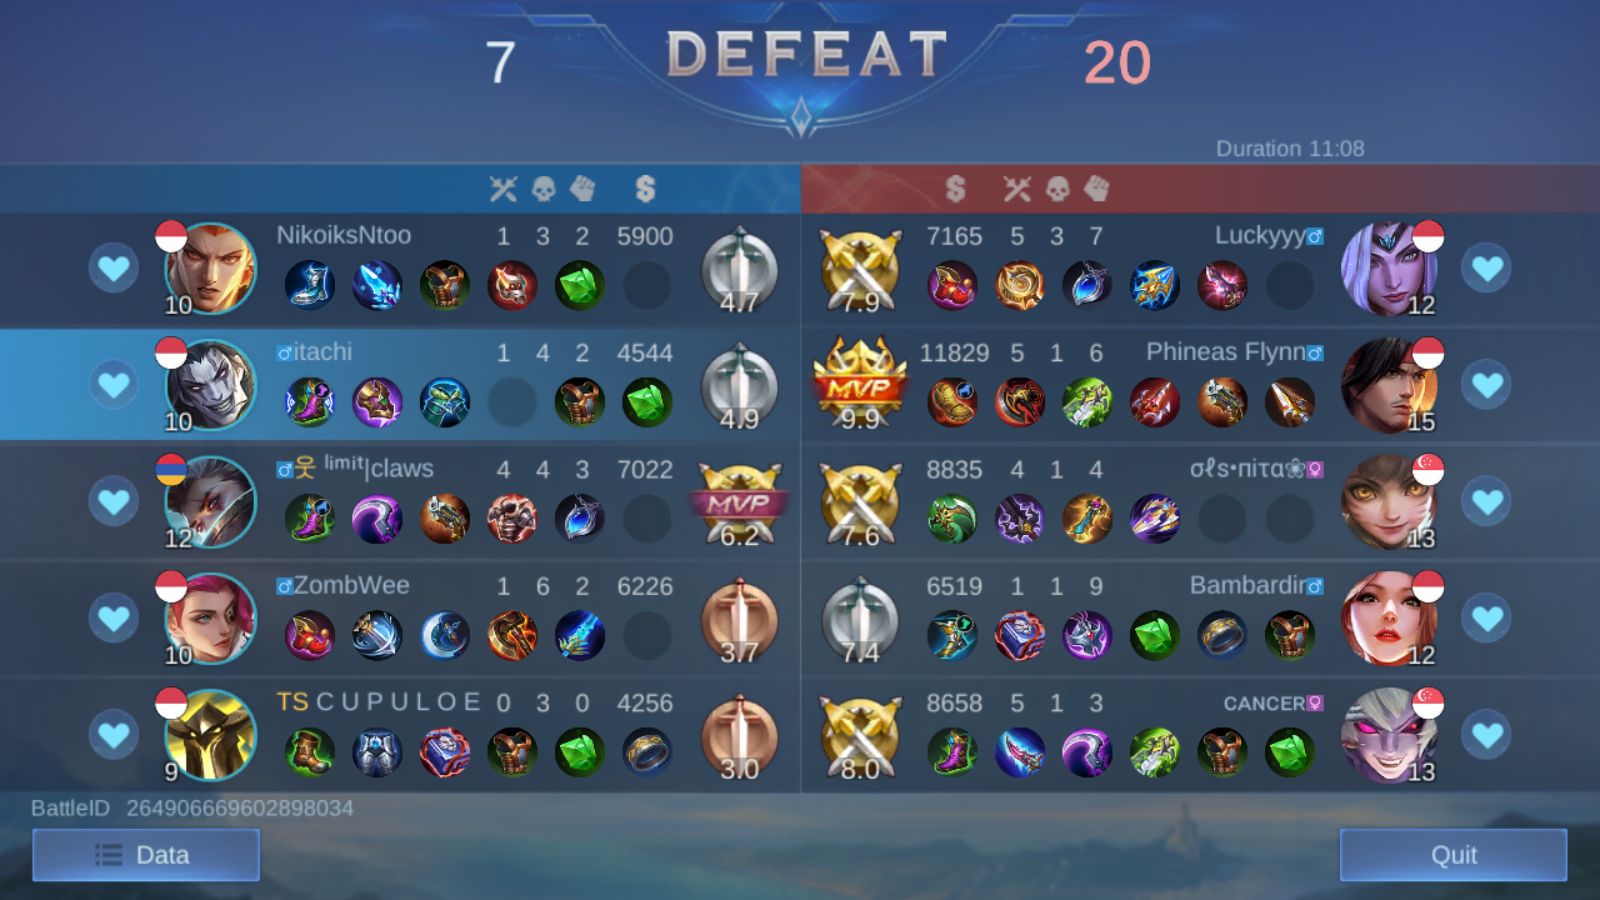 7 DEFEAT 20
Duration 11:08
NikoiksNtoo 1 3 2 5900 4.7 10
itachi 1 4 2 4544 4.9 10
웃 ˡⁱᵐⁱᵗ|claws 4 4 3 7022 MVP 6.2 12
ZombWee 1 6 2 6226 3.7 10
TS C U P U L O E 0 3 0 4256 3.0 9
7.9 7165 5 3 7 Luckyyy 12
MVP 9.9 11829 5 1 6 Phineas Flynn 15
7.6 8835 4 1 4 σℓs•піτα❀ 13
7.4 6519 1 1 9 Bambardir 12
8.0 8658 5 1 3 ᴄᴀɴᴄᴇʀ 13
BattleID 264906669602898034
Data
Quit